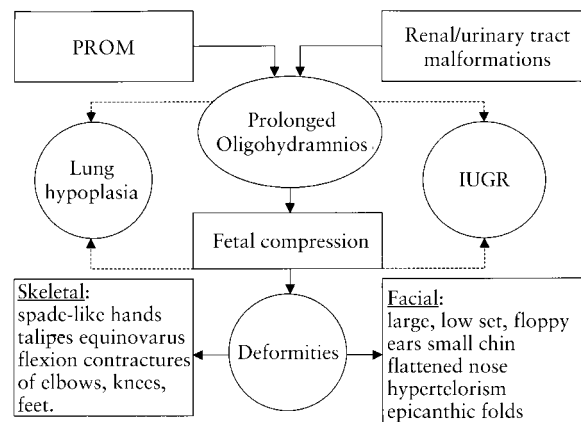 PROM
Renal/urinary tract
malformations
Prolonged
Oligohydramnios
Lung
hypoplasia
IUGR
Fetal compression
Skeletal:
spade-like hands
talipes equinovarus
flexion contractures
of elbows, knees,
feet.
Deformities
Facial:
large, low set, floppy
ears small chin
flattened nose
hypertelorism
epicanthic folds